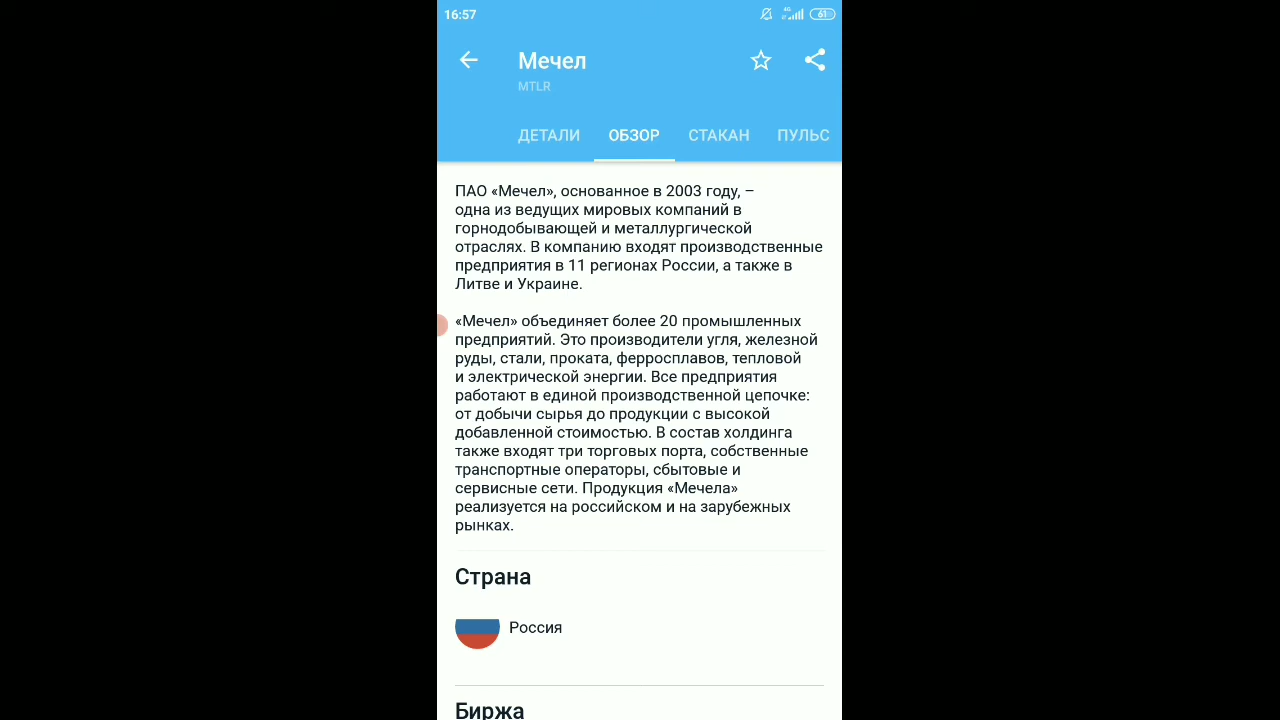 16:57
4G
61
Мечел
MTLR
ДЕТАЛИ ОБЗОР СТАКАН ПУЛЬС
ПАО «Мечел», основанное в 2003 году, –
одна из ведущих мировых компаний в
горнодобывающей и металлургической
отраслях. В компанию входят производственные
предприятия в 11 регионах России, а также в
Литве и Украине.
«Мечел» объединяет более 20 промышленных
предприятий. Это производители угля, железной
руды, стали, проката, ферросплавов, тепловой
и электрической энергии. Все предприятия
работают в единой производственной цепочке:
от добычи сырья до продукции с высокой
добавленной стоимостью. В состав холдинга
также входят три торговых порта, собственные
транспортные операторы, сбытовые и
сервисные сети. Продукция «Мечела»
реализуется на российском и на зарубежных
рынках.
Страна
Россия
Биржа